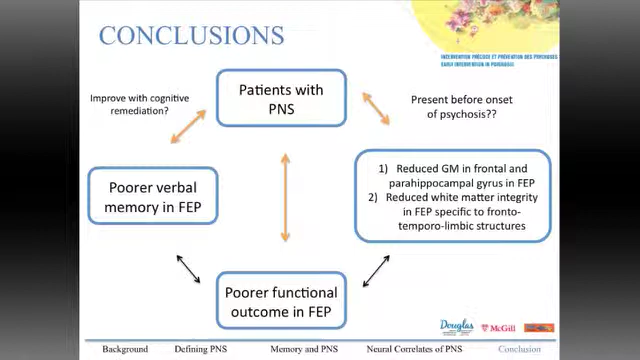 CONCLUSIONS
INTERVENTION PRÉCOCE ET PRÉVENTION DES PSYCHOSES
EARLY INTERVENTION IN PSYCHOSIS
Improve with cognitive
remediation?
Patients with
PNS
Present before onset
of psychosis??
Poorer verbal
memory in FEP
1) Reduced GM in frontal and
parahippocampal gyrus in FEP
2) Reduced white matter integrity
in FEP specific to fronto-
temporo-limbic structures
Poorer functional
outcome in FEP
Douglas
McGill
Background Defining PNS Memory and PNS Neural Correlates of PNS Conclusion